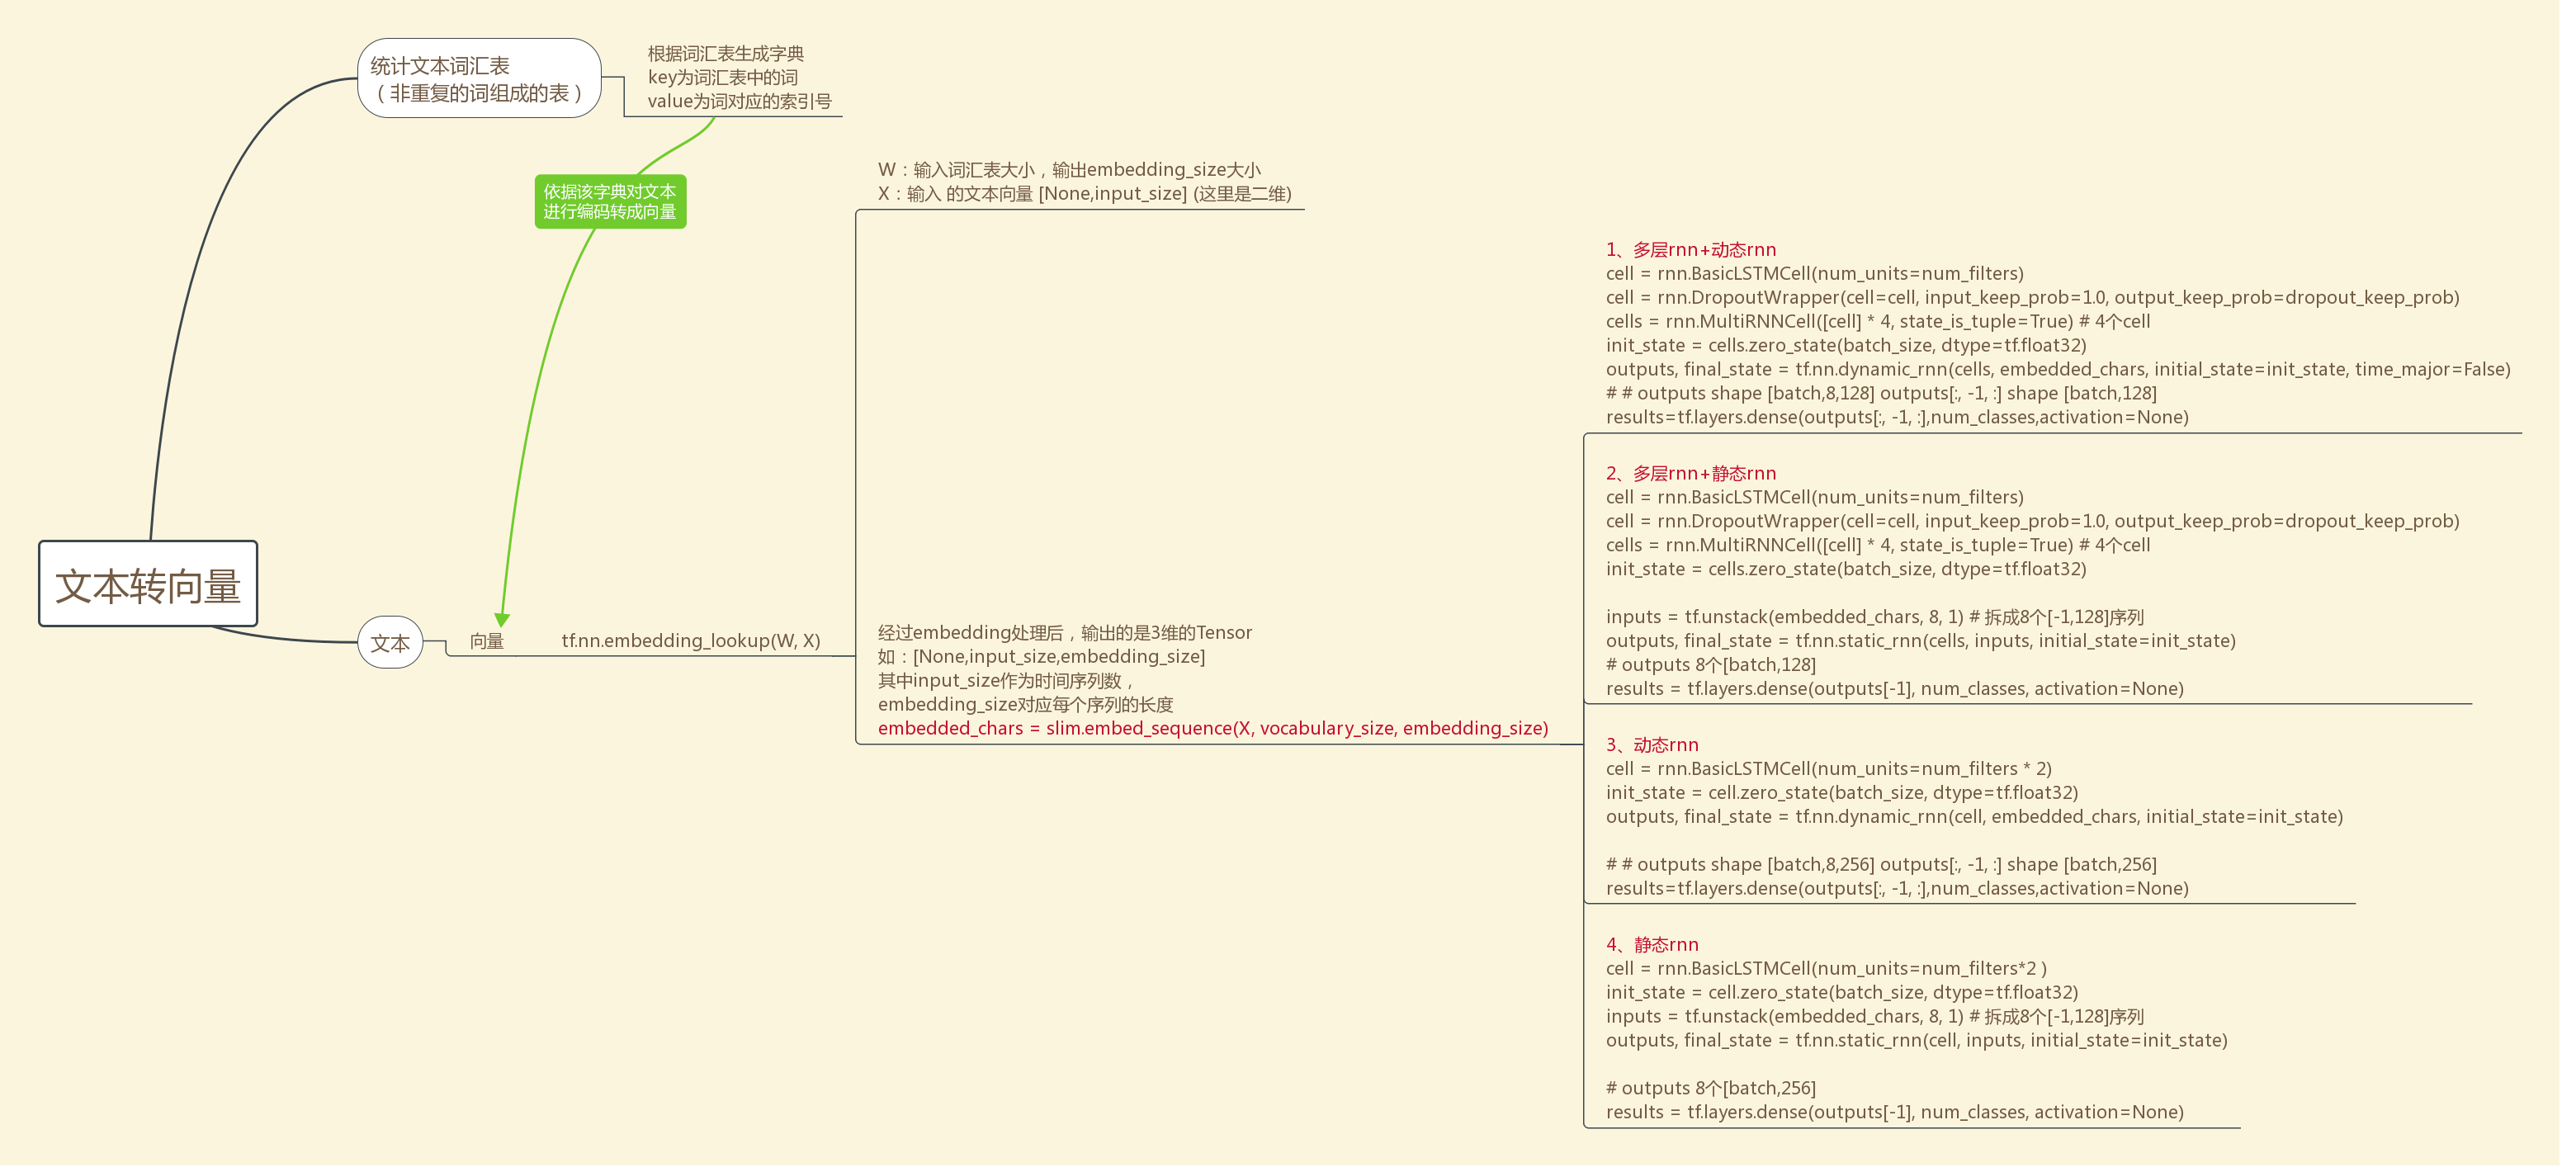 统计文本词汇表
（非重复的词组成的表）
根据词汇表生成字典
key为词汇表中的词
value为词对应的索引号
依据该字典对文本
进行编码转成向量
文本转向量
文本
向量
tf.nn.embedding_lookup(W, X)
W：输入词汇表大小，输出embedding_size大小
X：输入 的文本向量 [None,input_size] (这里是二维)
经过embedding处理后，输出的是3维的Tensor
如：[None,input_size,embedding_size]
其中input_size作为时间序列数，
embedding_size对应每个序列的长度
embedded_chars = slim.embed_sequence(X, vocabulary_size, embedding_size)
1、多层rnn+动态rnn
cell = rnn.BasicLSTMCell(num_units=num_filters)
cell = rnn.DropoutWrapper(cell=cell, input_keep_prob=1.0, output_keep_prob=dropout_keep_prob)
cells = rnn.MultiRNNCell([cell] * 4, state_is_tuple=True) # 4个cell
init_state = cells.zero_state(batch_size, dtype=tf.float32)
outputs, final_state = tf.nn.dynamic_rnn(cells, embedded_chars, initial_state=init_state, time_major=False)
# # outputs shape [batch,8,128] outputs[:, -1, :] shape [batch,128]
results=tf.layers.dense(outputs[:, -1, :],num_classes,activation=None)
2、多层rnn+静态rnn
cell = rnn.BasicLSTMCell(num_units=num_filters)
cell = rnn.DropoutWrapper(cell=cell, input_keep_prob=1.0, output_keep_prob=dropout_keep_prob)
cells = rnn.MultiRNNCell([cell] * 4, state_is_tuple=True) # 4个cell
init_state = cells.zero_state(batch_size, dtype=tf.float32)
inputs = tf.unstack(embedded_chars, 8, 1) # 拆成8个[-1,128]序列
outputs, final_state = tf.nn.static_rnn(cells, inputs, initial_state=init_state)
# outputs 8个[batch,128]
results = tf.layers.dense(outputs[-1], num_classes, activation=None)
3、动态rnn
cell = rnn.BasicLSTMCell(num_units=num_filters * 2)
init_state = cell.zero_state(batch_size, dtype=tf.float32)
outputs, final_state = tf.nn.dynamic_rnn(cell, embedded_chars, initial_state=init_state)
# # outputs shape [batch,8,256] outputs[:, -1, :] shape [batch,256]
results=tf.layers.dense(outputs[:, -1, :],num_classes,activation=None)
4、静态rnn
cell = rnn.BasicLSTMCell(num_units=num_filters*2 )
init_state = cell.zero_state(batch_size, dtype=tf.float32)
inputs = tf.unstack(embedded_chars, 8, 1) # 拆成8个[-1,128]序列
outputs, final_state = tf.nn.static_rnn(cell, inputs, initial_state=init_state)
# outputs 8个[batch,256]
results = tf.layers.dense(outputs[-1], num_classes, activation=None)